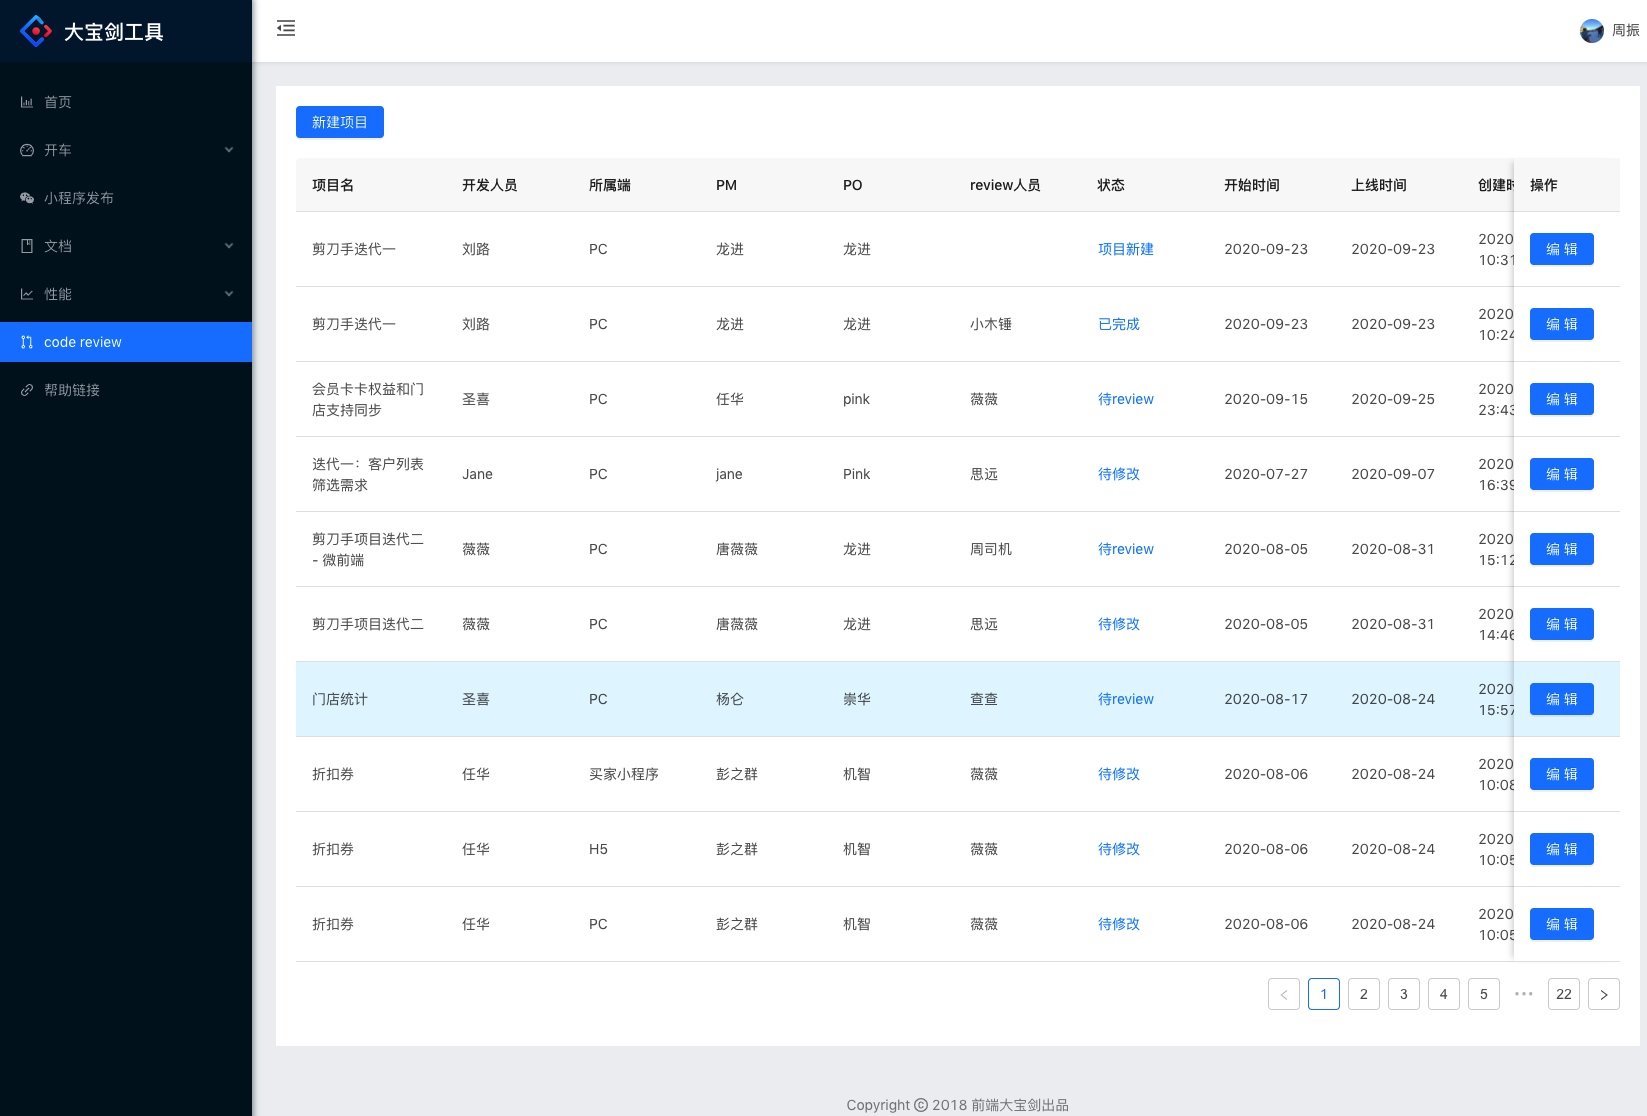 大宝剑工具
周振
首页
开车
小程序发布
文档
性能
code review
帮助链接
新建项目
项目名 开发人员 所属端 PM PO review人员 状态 开始时间 上线时间 创建时 操作
剪刀手迭代一 刘路 PC 龙进 龙进 项目新建 2020-09-23 2020-09-23 2020 编 辑
10:31
剪刀手迭代一 刘路 PC 龙进 龙进 小木锤 已完成 2020-09-23 2020-09-23 2020 编 辑
10:24
会员卡卡权益和门 圣喜 PC 任华 pink 薇薇 待review 2020-09-15 2020-09-25 2020 编 辑
店支持同步 23:43
迭代一：客户列表 Jane PC jane Pink 思远 待修改 2020-07-27 2020-09-07 2020 编 辑
筛选需求 16:39
剪刀手项目迭代二 薇薇 PC 唐薇薇 龙进 周司机 待review 2020-08-05 2020-08-31 2020 编 辑
- 微前端 15:12
剪刀手项目迭代二 薇薇 PC 唐薇薇 龙进 思远 待修改 2020-08-05 2020-08-31 2020 编 辑
14:46
门店统计 圣喜 PC 杨仑 崇华 查查 待review 2020-08-17 2020-08-24 2020 编 辑
15:57
折扣券 任华 买家小程序 彭之群 机智 薇薇 待修改 2020-08-06 2020-08-24 2020 编 辑
10:08
折扣券 任华 H5 彭之群 机智 薇薇 待修改 2020-08-06 2020-08-24 2020 编 辑
10:05
折扣券 任华 PC 彭之群 机智 薇薇 待修改 2020-08-06 2020-08-24 2020 编 辑
10:05
< 1 2 3 4 5 ••• 22 >
Copyright © 2018 前端大宝剑出品